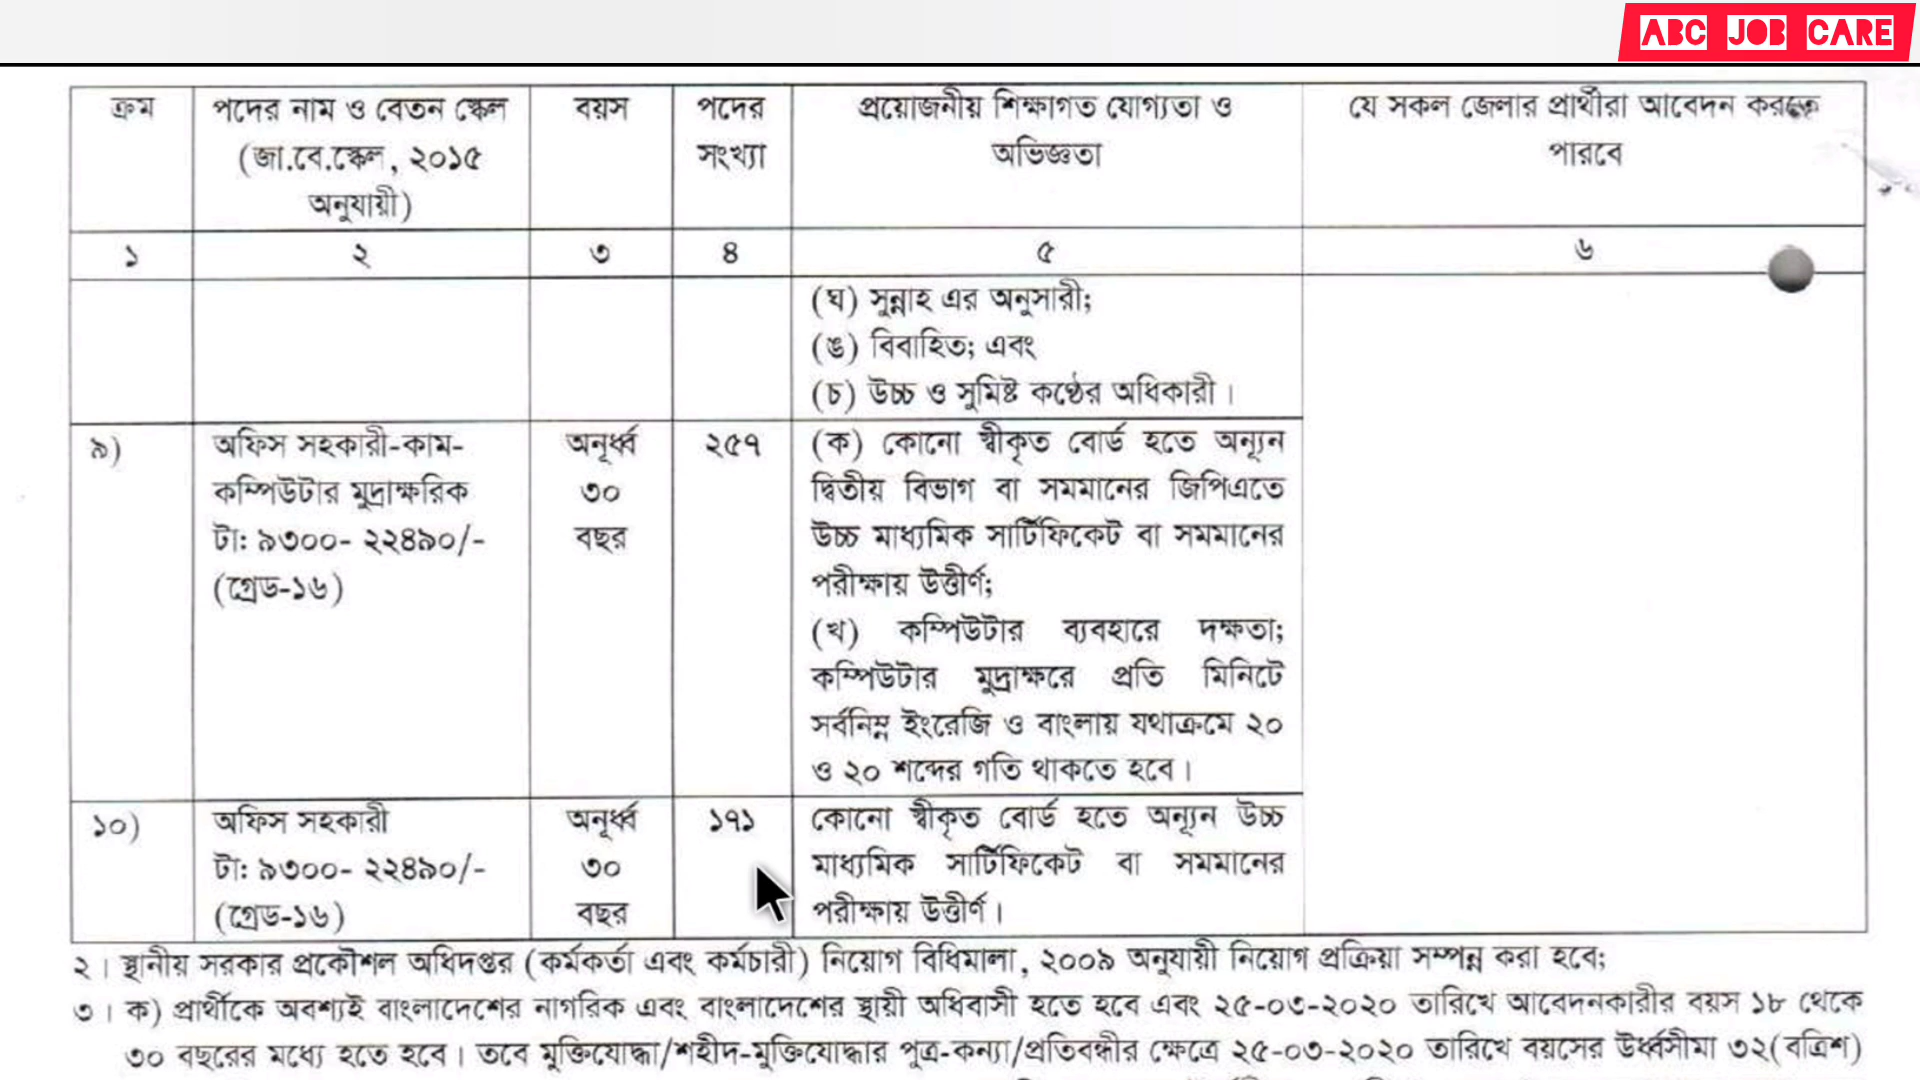 ABC JOB CARE
ক্রম
পদের নাম ও বেতন স্কেল
(জা.বে.স্কেল, ২০১৫
অনুযায়ী)
বয়স
পদের
সংখ্যা
প্রয়োজনীয় শিক্ষাগত যোগ্যতা ও
অভিজ্ঞতা
যে সকল জেলার প্রার্থীরা আবেদন করতে
পারবে
১
২
৩
৪
৫
৬
(ঘ) সুন্নাহ এর অনুসারী;
(ঙ) বিবাহিত; এবং
(চ) উচ্চ ও সুমিষ্ট কণ্ঠের অধিকারী।
৯)
অফিস সহকারী-কাম-
কম্পিউটার মুদ্রাক্ষরিক
টা: ৯৩০০- ২২৪৯০/-
(গ্রেড-১৬)
অনূর্ধ্ব
৩০
বছর
২৫৭
(ক) কোনো স্বীকৃত বোর্ড হতে অন্যূন
দ্বিতীয় বিভাগ বা সমমানের জিপিএতে
উচ্চ মাধ্যমিক সার্টিফিকেট বা সমমানের
পরীক্ষায় উত্তীর্ণ;
(খ) কম্পিউটার ব্যবহারে দক্ষতা;
কম্পিউটার মুদ্রাক্ষরে প্রতি মিনিটে
সর্বনিম্ন ইংরেজি ও বাংলায় যথাক্রমে ২০
ও ২০ শব্দের গতি থাকতে হবে।
১০)
অফিস সহকারী
টা: ৯৩০০- ২২৪৯০/-
(গ্রেড-১৬)
অনূর্ধ্ব
৩০
বছর
১৭১
কোনো স্বীকৃত বোর্ড হতে অন্যূন উচ্চ
মাধ্যমিক সার্টিফিকেট বা সমমানের
পরীক্ষায় উত্তীর্ণ।
২। স্থানীয় সরকার প্রকৌশল অধিদপ্তর (কর্মকর্তা এবং কর্মচারী) নিয়োগ বিধিমালা, ২০০৯ অনুযায়ী নিয়োগ প্রক্রিয়া সম্পন্ন করা হবে;
৩। ক) প্রার্থীকে অবশ্যই বাংলাদেশের নাগরিক এবং বাংলাদেশের স্থায়ী অধিবাসী হতে হবে এবং ২৫-০৩-২০২০ তারিখে আবেদনকারীর বয়স ১৮ থেকে
৩০ বছরের মধ্যে হতে হবে। তবে মুক্তিযোদ্ধা/শহীদ-মুক্তিযোদ্ধার পুত্র-কন্যা/প্রতিবন্ধীর ক্ষেত্রে ২৫-০৩-২০২০ তারিখে বয়সের উর্ধ্বসীমা ৩২(বত্রিশ)